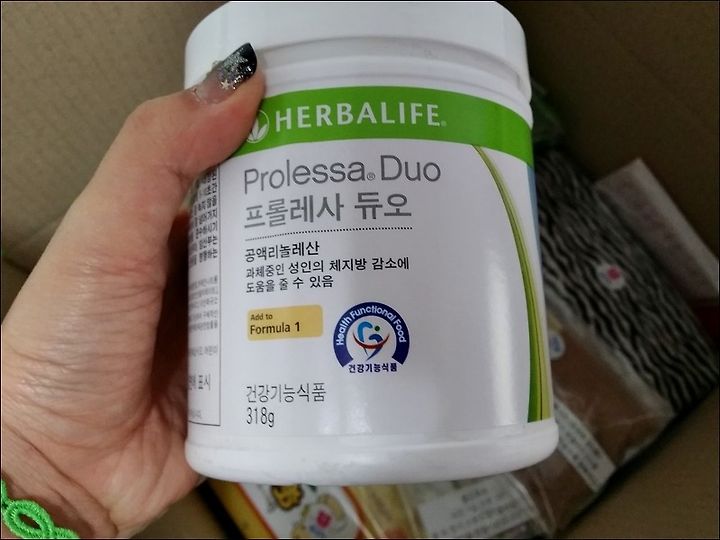 HERBALIFE
Prolessa® Duo
프롤레사 듀오
공액리놀레산
과체중인 성인의 체지방 감소에
도움을 줄 수 있음
Add to
Formula 1
Health Functional Food
건강기능식품
건강기능식품
318g
표시